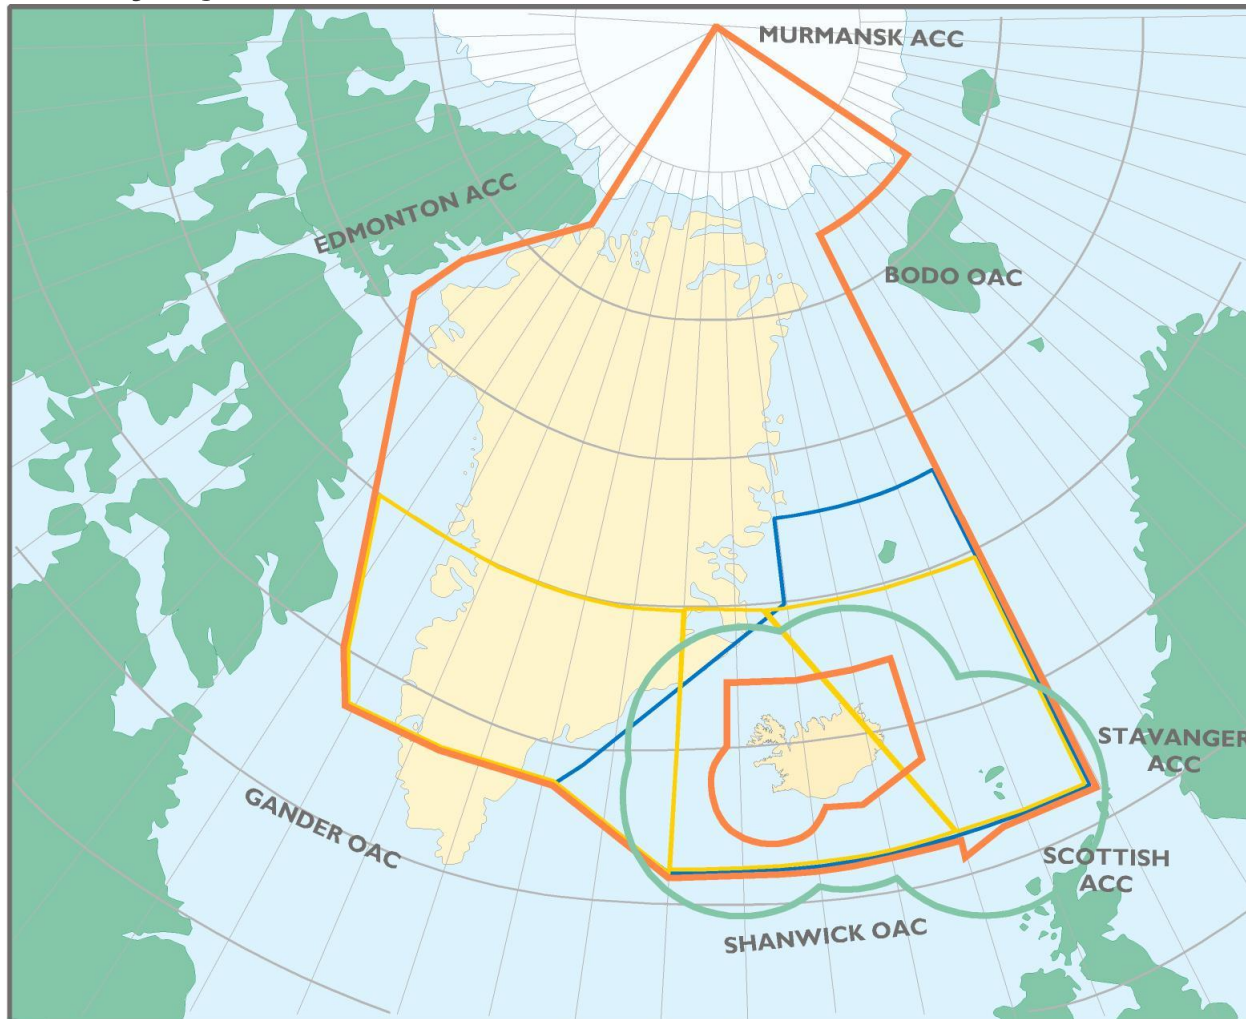 MURMANSK ACC
EDMONTON ACC
BODO OAC
STAVANGER
ACC
GANDER OAC
SCOTTISH
ACC
SHANWICK OAC